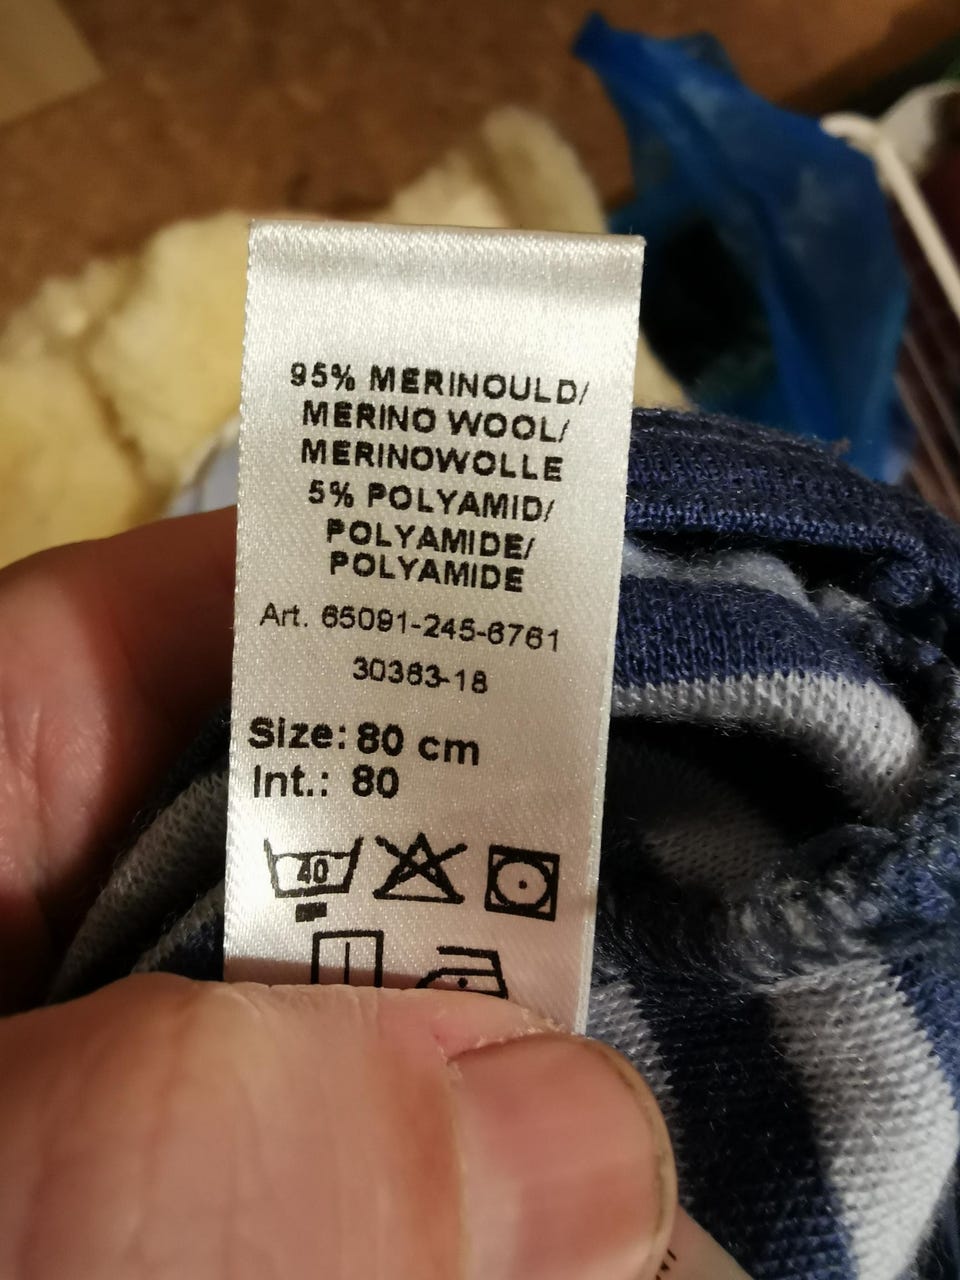 95% MERINOULD/
MERINO WOOL/
MERINOWOLLE
5% POLYAMID/
POLYAMIDE/
POLYAMIDE
Art. 65091-245-6761
30363-18
Size: 80 cm
Int.: 80
40